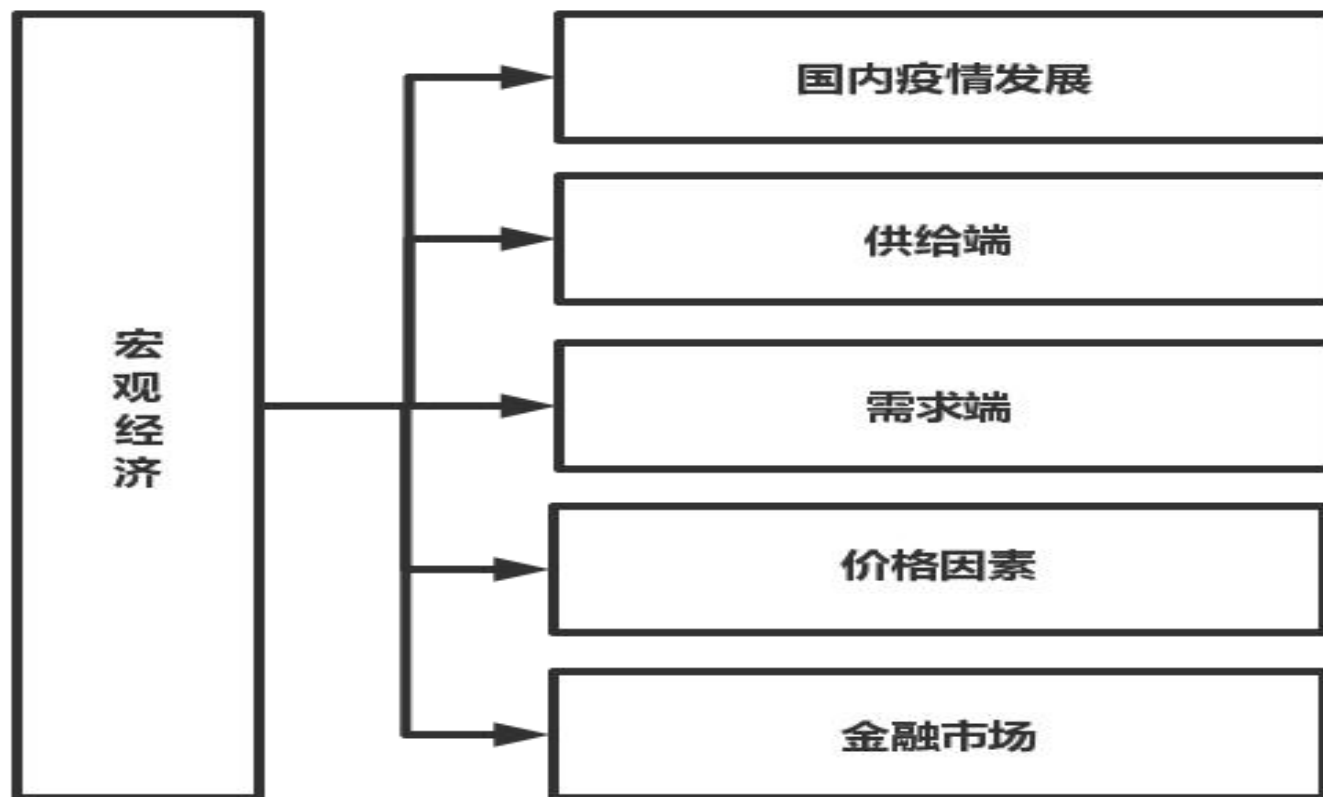 宏观经济
国内疫情发展
供给端
需求端
价格因素
金融市场